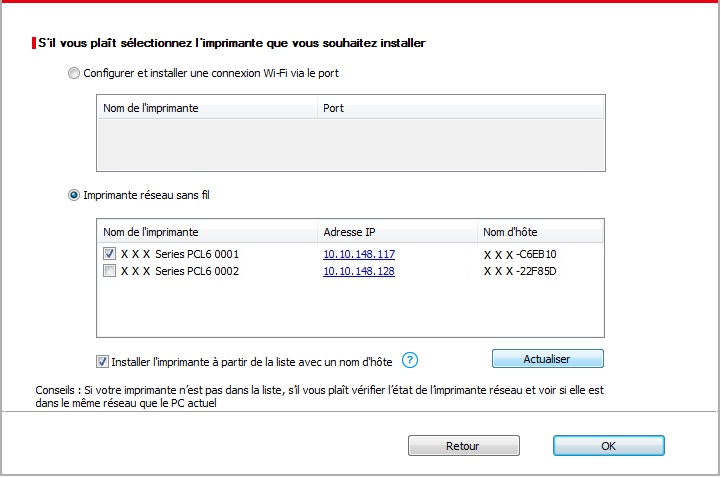 S'il vous plaît sélectionnez l'imprimante que vous souhaitez installer
Configurer et installer une connexion Wi-Fi via le port
Nom de l'imprimante Port
Imprimante réseau sans fil
Nom de l'imprimante Adresse IP Nom d'hôte
X X X Series PCL6 0001 10.10.148.117 X X X -C6EB10
X X X Series PCL6 0002 10.10.148.128 X X X -22F85D
Installer l'imprimante à partir de la liste avec un nom d'hôte ? Actualiser
Conseils : Si votre imprimante n'est pas dans la liste, s'il vous plaît vérifier l'état de l'imprimante réseau et voir si elle est
dans le même réseau que le PC actuel
Retour OK